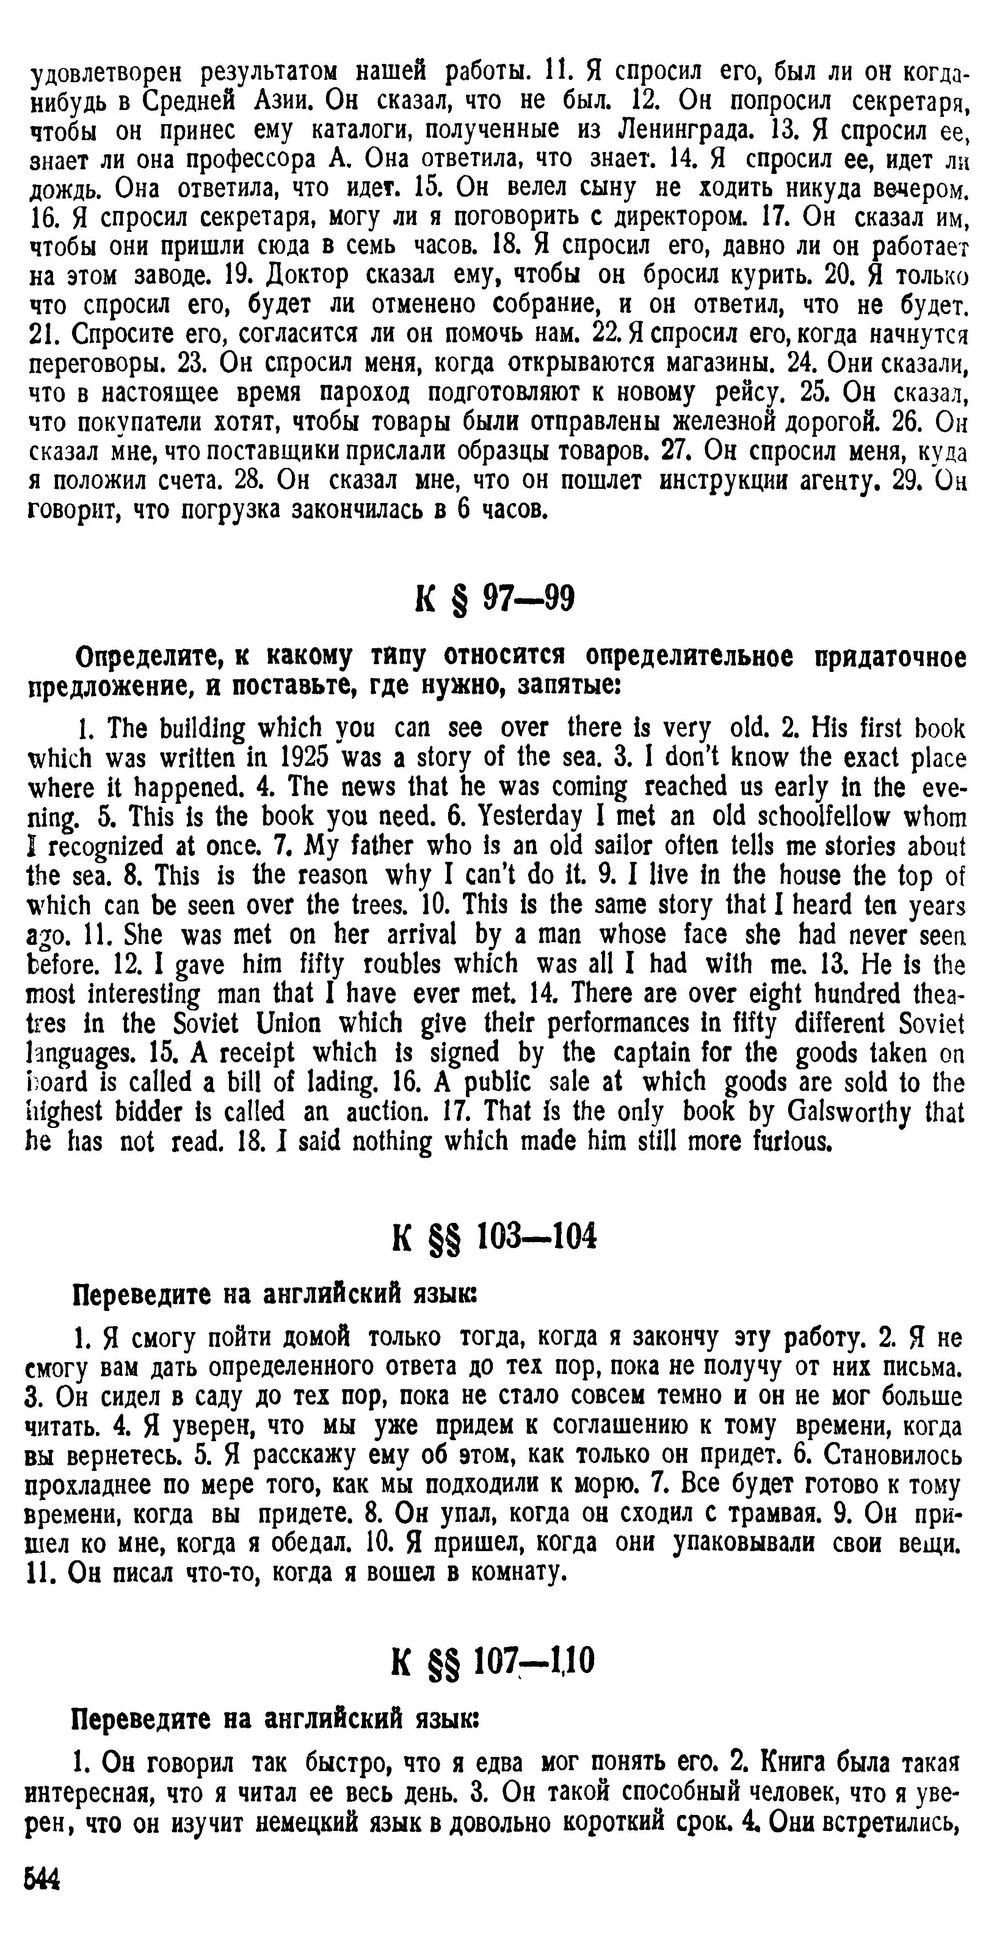 удовлетворен результатом нашей работы. 11. Я спросил его, был ли он когда-
нибудь в Средней Азии. Он сказал, что не был. 12. Он попросил секретаря,
чтобы он принес ему каталоги, полученные из Ленинграда. 13. Я спросил ее,
знает ли она профессора А. Она ответила, что знает. 14. Я спросил ее, идет ли
дождь. Она ответила, что идет. 15. Он велел сыну не ходить никуда вечером.
16. Я спросил секретаря, могу ли я поговорить с директором. 17. Он сказал им,
чтобы они пришли сюда в семь часов. 18. Я спросил его, давно ли он работает
на этом заводе. 19. Доктор сказал ему, чтобы он бросил курить. 20. Я только
что спросил его, будет ли отменено собрание, и он ответил, что не будет.
21. Спросите его, согласится ли он помочь нам. 22. Я спросил его, когда начнутся
переговоры. 23. Он спросил меня, когда открываются магазины. 24. Они сказали,
что в настоящее время пароход подготовляют к новому рейсу. 25. Он сказал,
что покупатели хотят, чтобы товары были отправлены железной дорогой. 26. Он
сказал мне, что поставщики прислали образцы товаров. 27. Он спросил меня, куда
я положил счета. 28. Он сказал мне, что он пошлет инструкции агенту. 29. Он
говорит, что погрузка закончилась в 6 часов.
К § 97—99
Определите, к какому типу относится определительное придаточное
предложение, и поставьте, где нужно, запятые:
1. The building which you can see over there is very old. 2. His first book
which was written in 1925 was a story of the sea. 3. I don't know the exact place
where it happened. 4. The news that he was coming reached us early in the eve-
ning. 5. This is the book you need. 6. Yesterday I met an old schoolfellow whom
I recognized at once. 7. My father who is an old sailor often tells me stories about
the sea. 8. This is the reason why I can't do it. 9. I live in the house the top of
which can be seen over the trees. 10. This is the same story that I heard ten years
ago. 11. She was met on her arrival by a man whose face she had never seen
before. 12. I gave him fifty roubles which was all I had with me. 13. He is the
most interesting man that I have ever met. 14. There are over eight hundred thea-
tres in the Soviet Union which give their performances in fifty different Soviet
languages. 15. A receipt which is signed by the captain for the goods taken on
board is called a bill of lading. 16. A public sale at which goods are sold to the
highest bidder is called an auction. 17. That is the only book by Galsworthy that
he has not read. 18. I said nothing which made him still more furious.
К §§ 103—104
Переведите на английский язык:
1. Я смогу пойти домой только тогда, когда я закончу эту работу. 2. Я не
смогу вам дать определенного ответа до тех пор, пока не получу от них письма.
3. Он сидел в саду до тех пор, пока не стало совсем темно и он не мог больше
читать. 4. Я уверен, что мы уже придем к соглашению к тому времени, когда
вы вернетесь. 5. Я расскажу ему об этом, как только он придет. 6. Становилось
прохладнее по мере того, как мы подходили к морю. 7. Все будет готово к тому
времени, когда вы придете. 8. Он упал, когда он сходил с трамвая. 9. Он при-
шел ко мне, когда я обедал. 10. Я пришел, когда они упаковывали свои вещи.
11. Он писал что-то, когда я вошел в комнату.
К §§ 107—110
Переведите на английский язык:
1. Он говорил так быстро, что я едва мог понять его. 2. Книга была такая
интересная, что я читал ее весь день. 3. Он такой способный человек, что я уве-
рен, что он изучит немецкий язык в довольно короткий срок. 4. Они встретились,
544